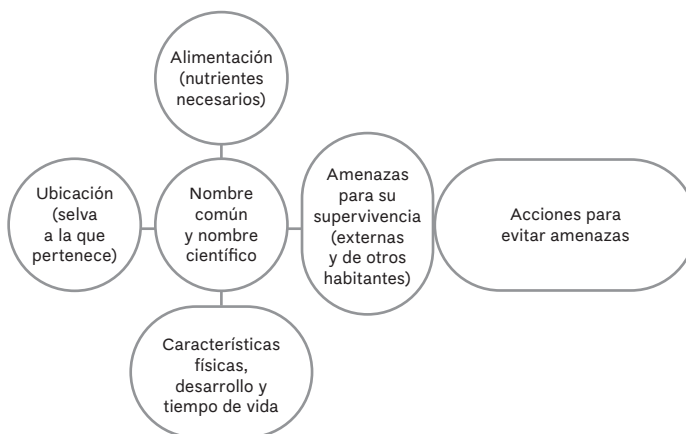 Alimentación
(nutrientes
necesarios)
Ubicación
(selva
a la que
pertenece)
Nombre
común
y nombre
científico
Amenazas
para su
supervivencia
(externas
y de otros
habitantes)
Acciones para
evitar amenazas
Características
físicas,
desarrollo y
tiempo de vida